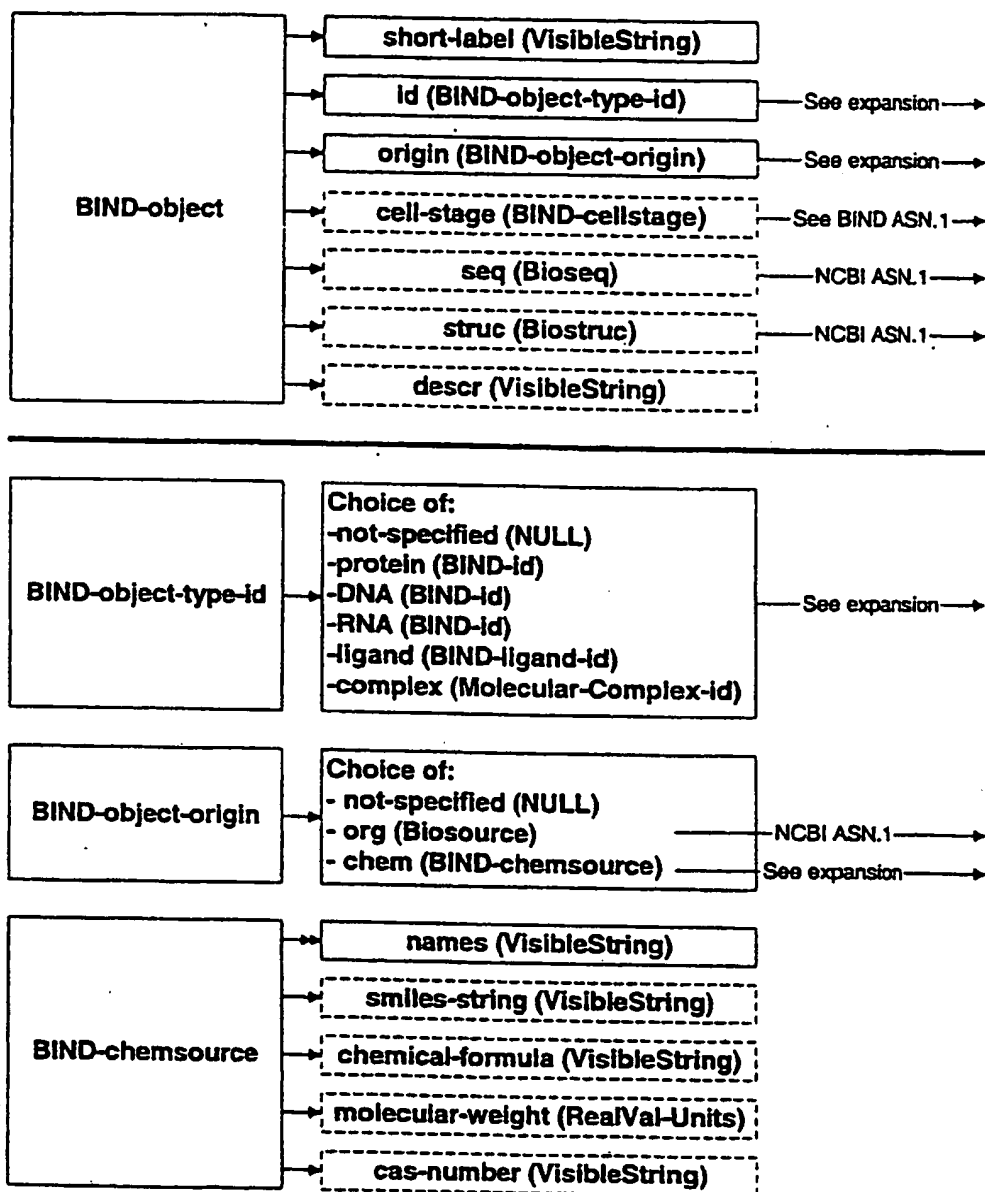 BIND-object
short-label (VisibleString)
id (BIND-object-type-id)
See expansion
origin (BIND-object-origin)
See expansion
cell-stage (BIND-cellstage)
See BIND ASN.1
seq (Bioseq)
NCBI ASN.1
struc (Biostruc)
NCBI ASN.1
descr (VisibleString)
BIND-object-type-id
Choice of:
-not-specified (NULL)
-protein (BIND-id)
-DNA (BIND-id)
-RNA (BIND-id)
-ligand (BIND-ligand-id)
-complex (Molecular-Complex-id)
See expansion
BIND-object-origin
Choice of:
- not-specified (NULL)
- org (Biosource)
NCBI ASN.1
- chem (BIND-chemsource)
See expansion
BIND-chemsource
names (VisibleString)
smiles-string (VisibleString)
chemical-formula (VisibleString)
molecular-weight (RealVal-Units)
cas-number (VisibleString)